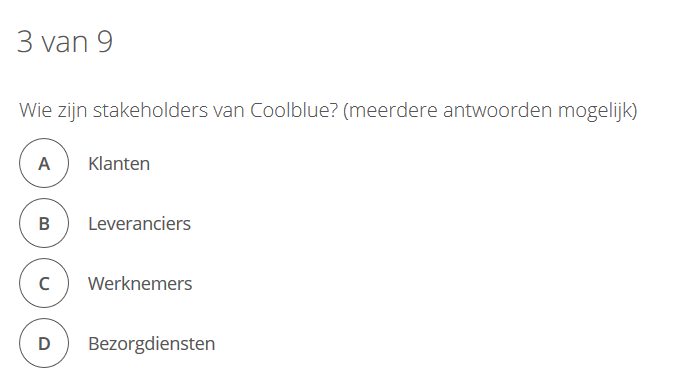 3 van 9
Wie zijn stakeholders van Coolblue? (meerdere antwoorden mogelijk)
A Klanten
B Leveranciers
C Werknemers
D Bezorgdiensten